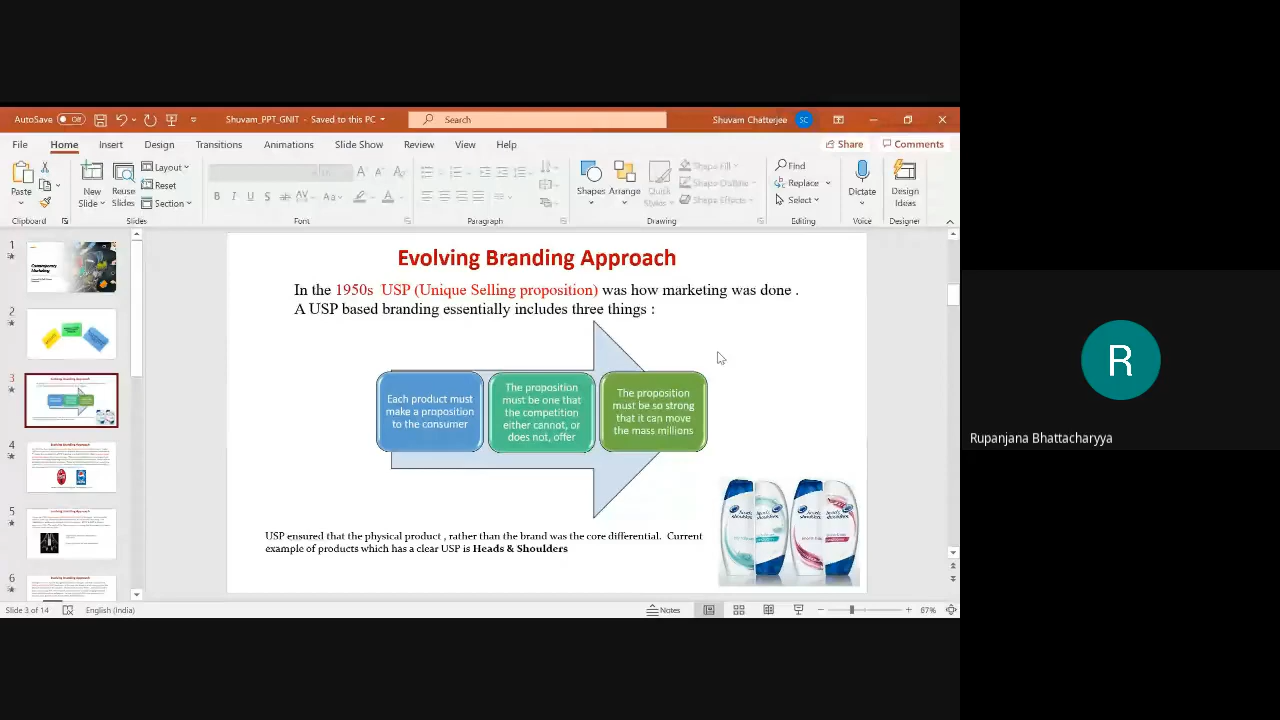 AutoSave Off
Shuvam_PPT_GNIT - Saved to this PC
Search
Shuvam Chatterjee SC
File Home Insert Design Transitions Animations Slide Show Review View Help
Share Comments
Paste
New Slide
Reuse Slides
Layout
Reset
Section
Shapes
Arrange
Quick Styles
Shape Fill
Shape Outline
Shape Effects
Find
Replace
Select
Dictate
Design Ideas
Clipboard Slides Font Paragraph Drawing Editing Voice Designer
1
2
3
4
5
6
Evolving Branding Approach
In the 1950s USP (Unique Selling proposition) was how marketing was done .
A USP based branding essentially includes three things :
Each product must
make a proposition
to the consumer
The proposition
must be one that
the competition
either cannot, or
does not, offer
The proposition
must be so strong
that it can move
the mass millions
USP ensured that the physical product , rather than the brand was the core differential. Current
example of products which has a clear USP is Heads & Shoulders
R
Rupanjana Bhattacharyya
Slide 3 of 14 English (India)
Notes
67%